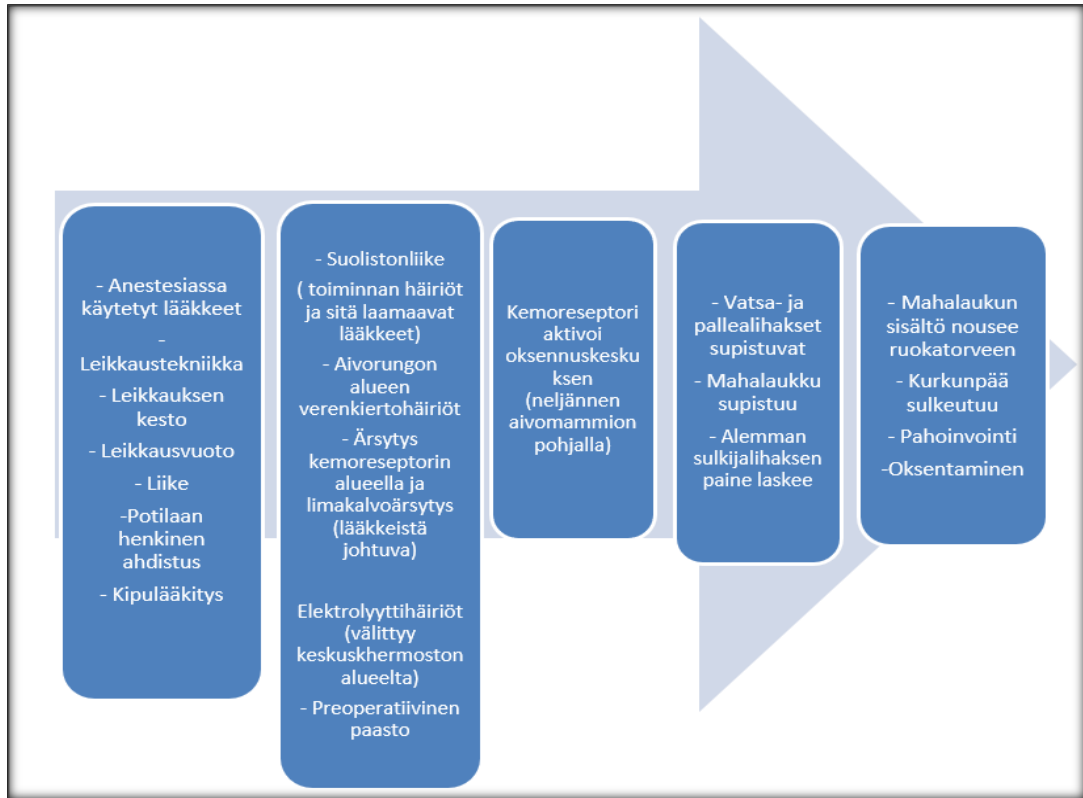 - Anestesiassa
käytetyt lääkkeet
-
Leikkaustekniikka
- Leikkauksen
kesto
- Leikkausvuoto
- Liike
-Potilaan
henkinen
ahdistus
- Kipulääkitys
- Suolistonliike
( toiminnan häiriöt
ja sitä laamaavat
lääkkeet)
- Aivorungon
alueen
verenkiertohäiriöt
- Ärsytys
kemoreseptorin
alueella ja
limakalvoärsytys
(lääkkeistä
johtuva)
Elektrolyyttihäiriöt
(välittyy
keskuskhermoston
alueelta)
- Preoperatiivinen
paasto
Kemoreseptori
aktivoi
oksennuskesku
ksen
(neljännen
aivomammion
pohjalla)
- Vatsa- ja
pallealihakset
supistuvat
- Mahalaukku
supistuu
- Alemman
sulkijalihaksen
paine laskee
- Mahalaukun
sisältö nousee
ruokatorveen
- Kurkunpää
sulkeutuu
- Pahoinvointi
-Oksentaminen